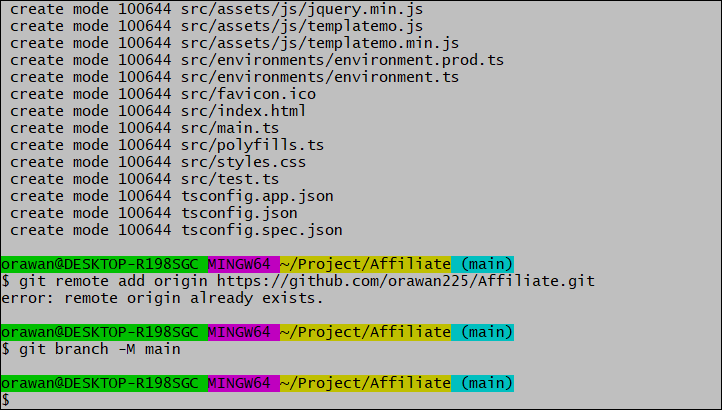 create mode 100644 src/assets/js/jquery.min.js
create mode 100644 src/assets/js/templatemo.js
create mode 100644 src/assets/js/templatemo.min.js
create mode 100644 src/environments/environment.prod.ts
create mode 100644 src/environments/environment.ts
create mode 100644 src/favicon.ico
create mode 100644 src/index.html
create mode 100644 src/main.ts
create mode 100644 src/polyfills.ts
create mode 100644 src/styles.css
create mode 100644 src/test.ts
create mode 100644 tsconfig.app.json
create mode 100644 tsconfig.json
create mode 100644 tsconfig.spec.json
orawan@DESKTOP-R198SGC MINGW64 ~/Project/Affiliate (main)
$ git remote add origin https://github.com/orawan225/Affiliate.git
error: remote origin already exists.
orawan@DESKTOP-R198SGC MINGW64 ~/Project/Affiliate (main)
$ git branch -M main
orawan@DESKTOP-R198SGC MINGW64 ~/Project/Affiliate (main)
$